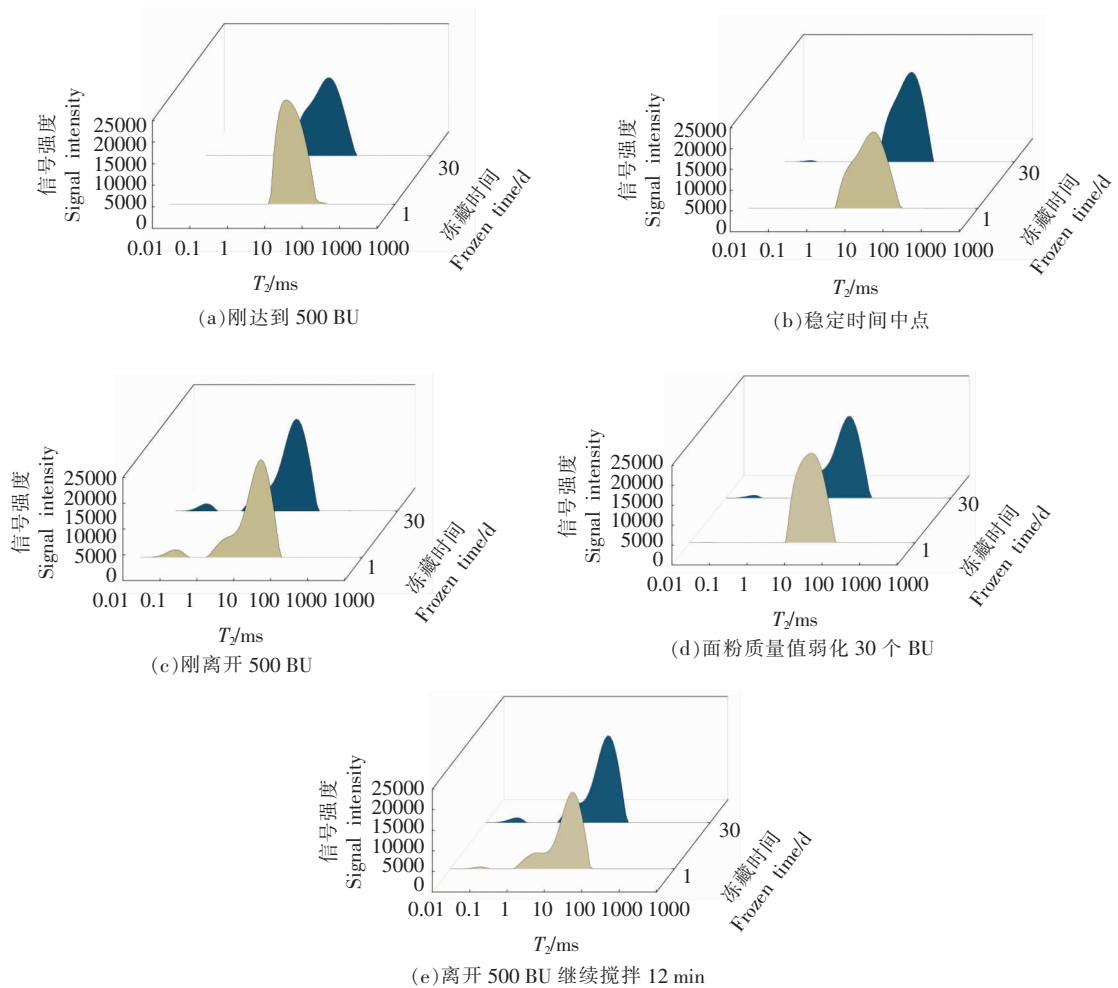 25000
20000
15000
10000
5000
0
信号强度
Signal intensity
0.01 0.1 1 10 100 1000 1000
T₂/ms
1
30
冻藏时间
Frozen time/d
(a)刚达到 500 BU
25000
20000
15000
10000
5000
0
信号强度
Signal intensity
0.01 0.1 1 10 100 1000 1000
T₂/ms
1
30
冻藏时间
Frozen time/d
(b)稳定时间中点
25000
20000
15000
10000
5000
0
信号强度
Signal intensity
0.01 0.1 1 10 100 1000 1000
T₂/ms
1
30
冻藏时间
Frozen time/d
(c)刚离开 500 BU
25000
20000
15000
10000
5000
0
信号强度
Signal intensity
0.01 0.1 1 10 100 1000 1000
T₂/ms
1
30
冻藏时间
Frozen time/d
(d)面粉质量值弱化 30 个 BU
25000
20000
15000
10000
5000
0
信号强度
Signal intensity
0.01 0.1 1 10 100 1000 1000
T₂/ms
1
30
冻藏时间
Frozen time/d
(e)离开 500 BU 继续搅拌 12 min